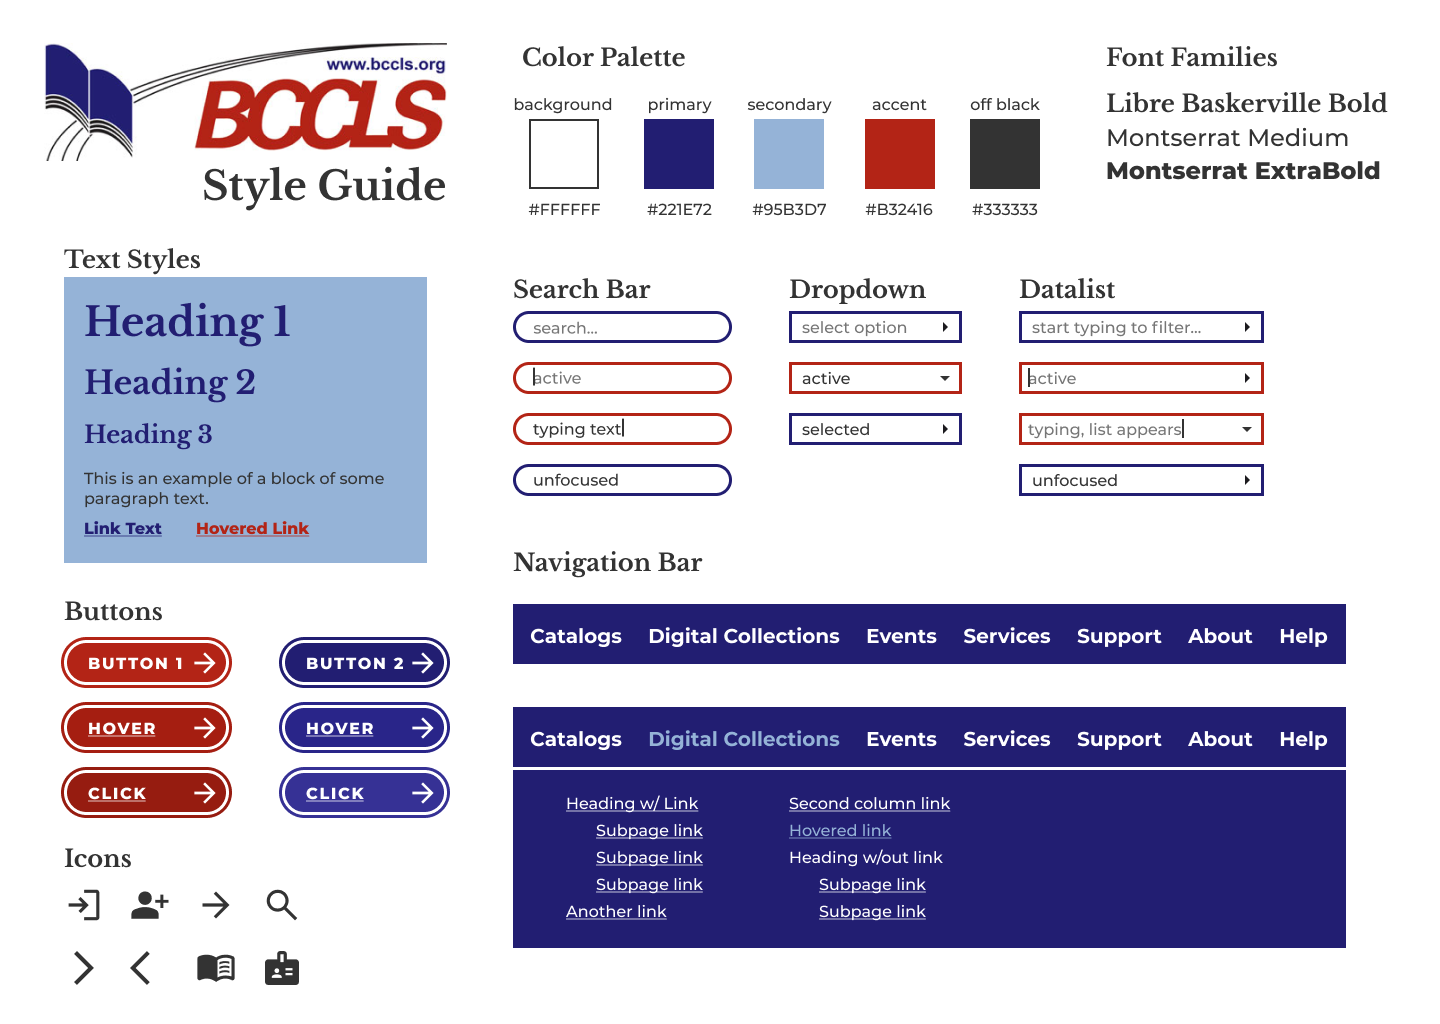 www.bccls.org
BCCLS
Style Guide
Color Palette
background primary secondary accent off black
#FFFFFF #221E72 #95B3D7 #B32416 #333333
Font Families
Libre Baskerville Bold
Montserrat Medium
Montserrat ExtraBold
Text Styles
Heading 1
Heading 2
Heading 3
This is an example of a block of some
paragraph text.
Link Text Hovered Link
Search Bar
search...
active
typing text
unfocused
Dropdown
select option
active
selected
Datalist
start typing to filter...
active
typing, list appears
unfocused
Buttons
BUTTON 1 BUTTON 2
HOVER HOVER
CLICK CLICK
Icons
Navigation Bar
Catalogs Digital Collections Events Services Support About Help
Catalogs Digital Collections Events Services Support About Help
Heading w/ Link
Subpage link
Subpage link
Subpage link
Another link
Second column link
Hovered link
Heading w/out link
Subpage link
Subpage link